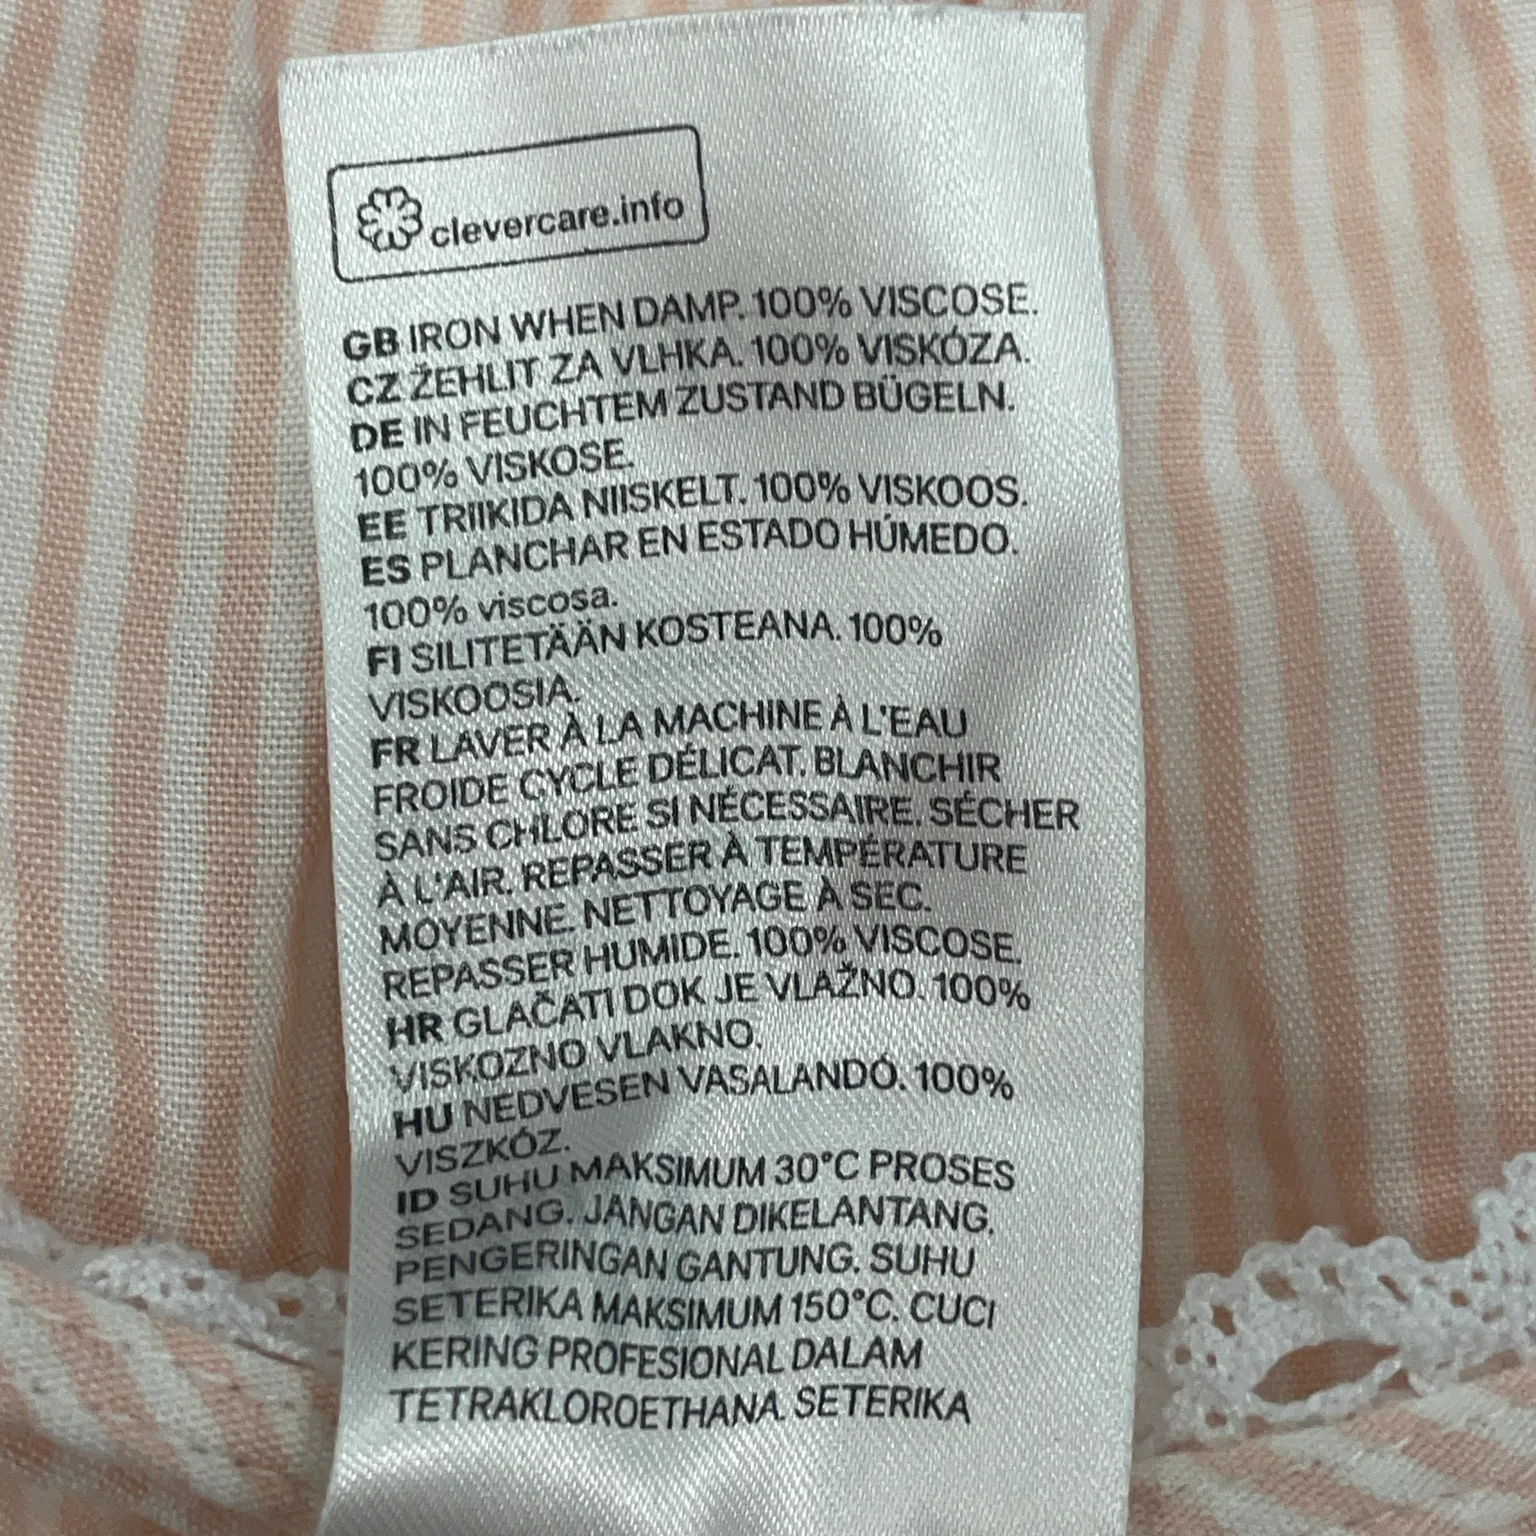 clevercare.info
GB IRON WHEN DAMP. 100% VISCOSE.
CZ ŽEHLIT ZA VLHKA. 100% VISKÓZA.
DE IN FEUCHTEM ZUSTAND BÜGELN.
100% VISKOSE.
EE TRIIKIDA NIISKELT. 100% VISKOOS.
ES PLANCHAR EN ESTADO HÚMEDO.
100% viscosa.
FI SILITETÄÄN KOSTEANA. 100%
VISKOOSIA.
FR LAVER À LA MACHINE À L'EAU
FROIDE CYCLE DÉLICAT. BLANCHIR
SANS CHLORE SI NÉCESSAIRE. SÉCHER
À L'AIR. REPASSER À TEMPÉRATURE
MOYENNE. NETTOYAGE À SEC.
REPASSER HUMIDE. 100% VISCOSE.
HR GLAČATI DOK JE VLAŽNO. 100%
VISKOZNO VLAKNO.
HU NEDVESEN VASALANDÓ. 100%
VISZKÓZ.
ID SUHU MAKSIMUM 30°C PROSES
SEDANG. JANGAN DIKELANTANG.
PENGERINGAN GANTUNG. SUHU
SETERIKA MAKSIMUM 150°C. CUCI
KERING PROFESIONAL DALAM
TETRAKLOROETHANA. SETERIKA